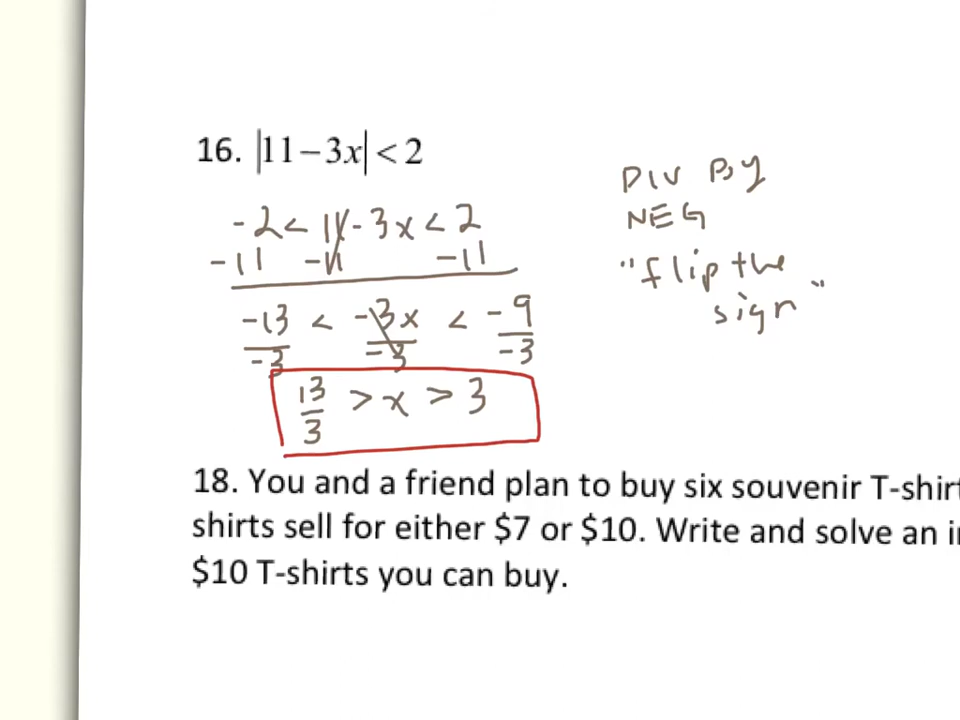 16. |11−3x| < 2
-2 < 11 - 3x < 2
-11 -11 -11
-13 < -3x < -9
-3 -3 -3
13/3 > x > 3
DIV By
NEG
"flip the
sign"
18. You and a friend plan to buy six souvenir T-shirt
shirts sell for either $7 or $10. Write and solve an
$10 T-shirts you can buy.